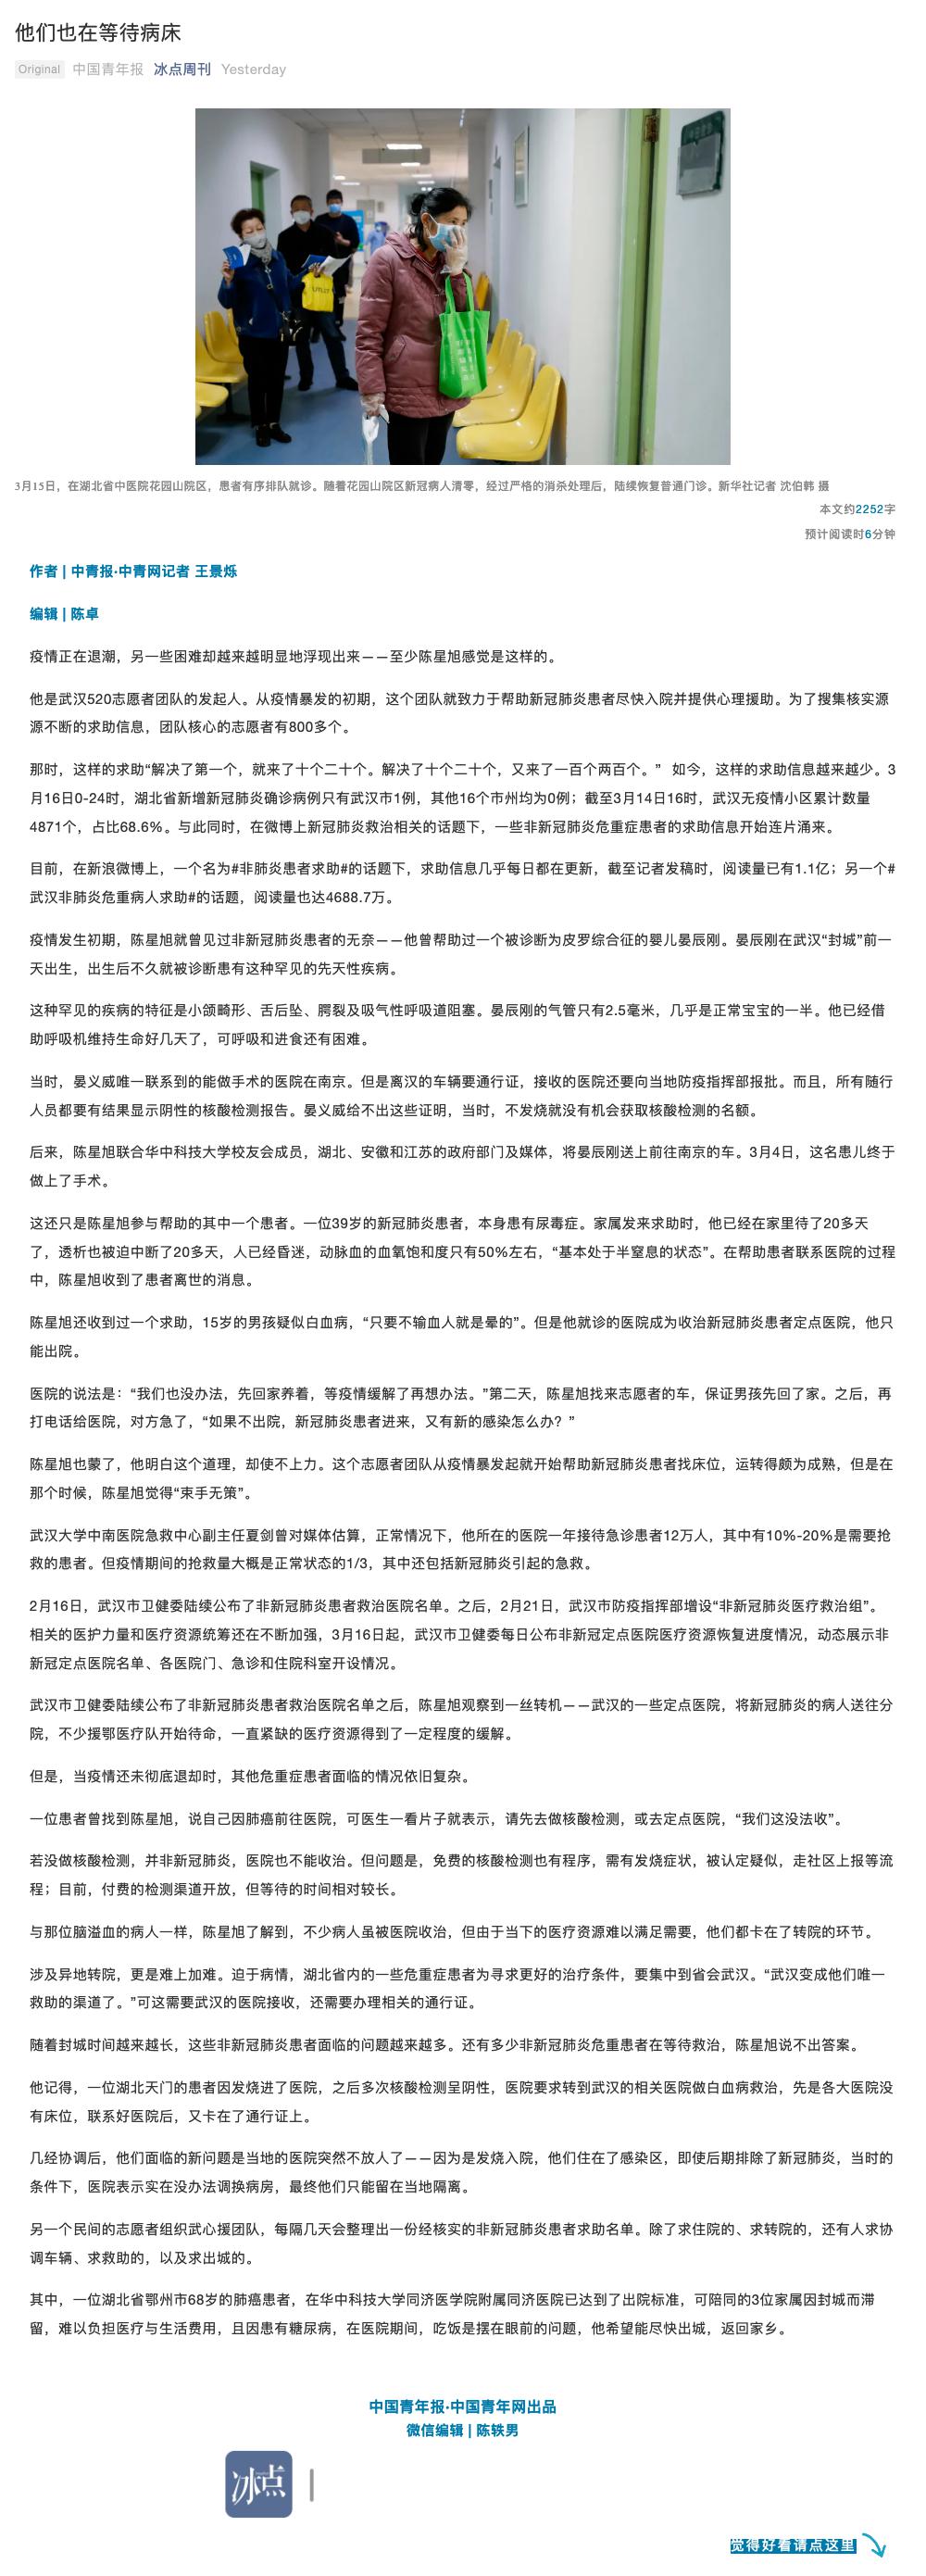 他们也在等待病床
Original 中国青年报 冰点周刊 Yesterday
3月15日，在湖北省中医院花园山院区，患者有序排队就诊。随着花园山院区新冠病人清零，经过严格的消杀处理后，陆续恢复普通门诊。新华社记者 沈伯韩 摄
本文约2252字
预计阅读时6分钟
作者 | 中青报·中青网记者 王景烁
编辑 | 陈卓
疫情正在退潮，另一些困难却越来越明显地浮现出来——至少陈星旭感觉是这样的。
他是武汉520志愿者团队的发起人。从疫情暴发的初期，这个团队就致力于帮助新冠肺炎患者尽快入院并提供心理援助。为了搜集核实源
源不断的求助信息，团队核心的志愿者有800多个。
那时，这样的求助“解决了第一个，就来了十个二十个。解决了十个二十个，又来了一百个两百个。” 如今，这样的求助信息越来越少。3
月16日0-24时，湖北省新增新冠肺炎确诊病例只有武汉市1例，其他16个市州均为0例；截至3月14日16时，武汉无疫情小区累计数量
4871个，占比68.6%。与此同时，在微博上新冠肺炎救治相关的话题下，一些非新冠肺炎危重症患者的求助信息开始连片涌来。
目前，在新浪微博上，一个名为#非肺炎患者求助#的话题下，求助信息几乎每日都在更新，截至记者发稿时，阅读量已有1.1亿；另一个#
武汉非肺炎危重病人求助#的话题，阅读量也达4688.7万。
疫情发生初期，陈星旭就曾见过非新冠肺炎患者的无奈——他曾帮助过一个被诊断为皮罗综合征的婴儿晏辰刚。晏辰刚在武汉“封城”前一
天出生，出生后不久就被诊断患有这种罕见的先天性疾病。
这种罕见的疾病的特征是小颌畸形、舌后坠、腭裂及吸气性呼吸道阻塞。晏辰刚的气管只有2.5毫米，几乎是正常宝宝的一半。他已经借
助呼吸机维持生命好几天了，可呼吸和进食还有困难。
当时，晏义威唯一联系到的能做手术的医院在南京。但是离汉的车辆要通行证，接收的医院还要向当地防疫指挥部报批。而且，所有随行
人员都要有结果显示阴性的核酸检测报告。晏义威给不出这些证明，当时，不发烧就没有机会获取核酸检测的名额。
后来，陈星旭联合华中科技大学校友会成员，湖北、安徽和江苏的政府部门及媒体，将晏辰刚送上前往南京的车。3月4日，这名患儿终于
做上了手术。
这还只是陈星旭参与帮助的其中一个患者。一位39岁的新冠肺炎患者，本身患有尿毒症。家属发来求助时，他已经在家里待了20多天
了，透析也被迫中断了20多天，人已经昏迷，动脉血的血氧饱和度只有50%左右，“基本处于半窒息的状态”。在帮助患者联系医院的过程
中，陈星旭收到了患者离世的消息。
陈星旭还收到过一个求助，15岁的男孩疑似白血病，“只要不输血人就是晕的”。但是他就诊的医院成为收治新冠肺炎患者定点医院，他只
能出院。
医院的说法是：“我们也没办法，先回家养着，等疫情缓解了再想办法。”第二天，陈星旭找来志愿者的车，保证男孩先回了家。之后，再
打电话给医院，对方急了，“如果不出院，新冠肺炎患者进来，又有新的感染怎么办？”
陈星旭也蒙了，他明白这个道理，却使不上力。这个志愿者团队从疫情暴发起就开始帮助新冠肺炎患者找床位，运转得颇为成熟，但是在
那个时候，陈星旭觉得“束手无策”。
武汉大学中南医院急救中心副主任夏剑曾对媒体估算，正常情况下，他所在的医院一年接待急诊患者12万人，其中有10%-20%是需要抢
救的患者。但疫情期间的抢救量大概是正常状态的1/3，其中还包括新冠肺炎引起的急救。
2月16日，武汉市卫健委陆续公布了非新冠肺炎患者救治医院名单。之后，2月21日，武汉市防疫指挥部增设“非新冠肺炎医疗救治组”。
相关的医护力量和医疗资源统筹还在不断加强，3月16日起，武汉市卫健委每日公布非新冠定点医院医疗资源恢复进度情况，动态展示非
新冠定点医院名单、各医院门、急诊和住院科室开设情况。
武汉市卫健委陆续公布了非新冠肺炎患者救治医院名单之后，陈星旭观察到一丝转机——武汉的一些定点医院，将新冠肺炎的病人送往分
院，不少援鄂医疗队开始待命，一直紧缺的医疗资源得到了一定程度的缓解。
但是，当疫情还未彻底退却时，其他危重症患者面临的情况依旧复杂。
一位患者曾找到陈星旭，说自己因肺癌前往医院，可医生一看片子就表示，请先去做核酸检测，或去定点医院，“我们这没法收”。
若没做核酸检测，并非新冠肺炎，医院也不能收治。但问题是，免费的核酸检测也有程序，需有发烧症状，被认定疑似，走社区上报等流
程；目前，付费的检测渠道开放，但等待的时间相对较长。
与那位脑溢血的病人一样，陈星旭了解到，不少病人虽被医院收治，但由于当下的医疗资源难以满足需要，他们都卡在了转院的环节。
涉及异地转院，更是难上加难。迫于病情，湖北省内的一些危重症患者为寻求更好的治疗条件，要集中到省会武汉。“武汉变成他们唯一
救助的渠道了。”可这需要武汉的医院接收，还需要办理相关的通行证。
随着封城时间越来越长，这些非新冠肺炎患者面临的问题越来越多。还有多少非新冠肺炎危重患者在等待救治，陈星旭说不出答案。
他记得，一位湖北天门的患者因发烧进了医院，之后多次核酸检测呈阴性，医院要求转到武汉的相关医院做白血病救治，先是各大医院没
有床位，联系好医院后，又卡在了通行证上。
几经协调后，他们面临的新问题是当地的医院突然不放人了——因为是发烧入院，他们住在了感染区，即使后期排除了新冠肺炎，当时的
条件下，医院表示实在没办法调换病房，最终他们只能留在当地隔离。
另一个民间的志愿者组织武心援团队，每隔几天会整理出一份经核实的非新冠肺炎患者求助名单。除了求住院的、求转院的，还有人求协
调车辆、求救助的，以及求出城的。
其中，一位湖北省鄂州市68岁的肺癌患者，在华中科技大学同济医学院附属同济医院已达到了出院标准，可陪同的3位家属因封城而滞
留，难以负担医疗与生活费用，且因患有糖尿病，在医院期间，吃饭是摆在眼前的问题，他希望能尽快出城，返回家乡。
中国青年报·中国青年网出品
微信编辑 | 陈轶男
冰点
觉得好看请点这里